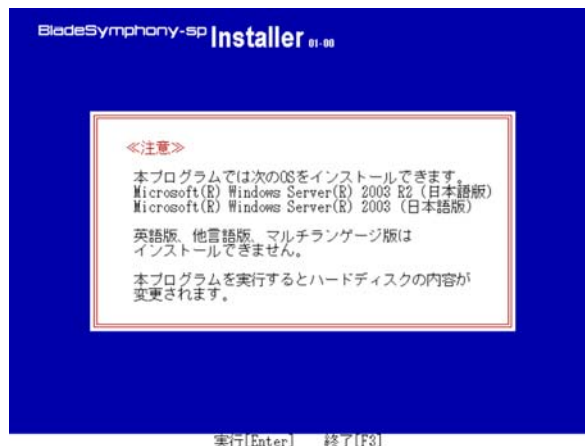 BladeSymphony-sp Installer 01-00
≪注意≫
本プログラムでは次のOSをインストールできます。
Microsoft(R) Windows Server(R) 2003 R2 (日本語版)
Microsoft(R) Windows Server(R) 2003 (日本語版)
英語版、他言語版、マルチランゲージ版は
インストールできません。
本プログラムを実行するとハードディスクの内容が
変更されます。
実行[Enter] 終了[F3]